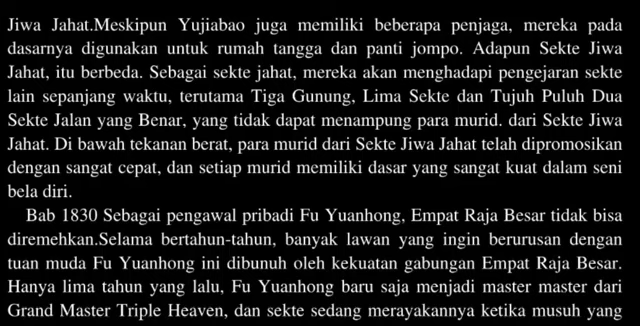 Jiwa Jahat.Meskipun Yujiabao juga memiliki beberapa penjaga, mereka pada
dasarnya digunakan untuk rumah tangga dan panti jompo. Adapun Sekte Jiwa
Jahat, itu berbeda. Sebagai sekte jahat, mereka akan menghadapi pengejaran sekte
lain sepanjang waktu, terutama Tiga Gunung, Lima Sekte dan Tujuh Puluh Dua
Sekte Jalan yang Benar, yang tidak dapat menampung para murid. dari Sekte Jiwa
Jahat. Di bawah tekanan berat, para murid dari Sekte Jiwa Jahat telah dipromosikan
dengan sangat cepat, dan setiap murid memiliki dasar yang sangat kuat dalam seni
bela diri.
Bab 1830 Sebagai pengawal pribadi Fu Yuanhong, Empat Raja Besar tidak bisa
diremehkan.Selama bertahun-tahun, banyak lawan yang ingin berurusan dengan
tuan muda Fu Yuanhong ini dibunuh oleh kekuatan gabungan Empat Raja Besar.
Hanya lima tahun yang lalu, Fu Yuanhong baru saja menjadi master master dari
Grand Master Triple Heaven, dan sekte sedang merayakannya ketika musuh yang